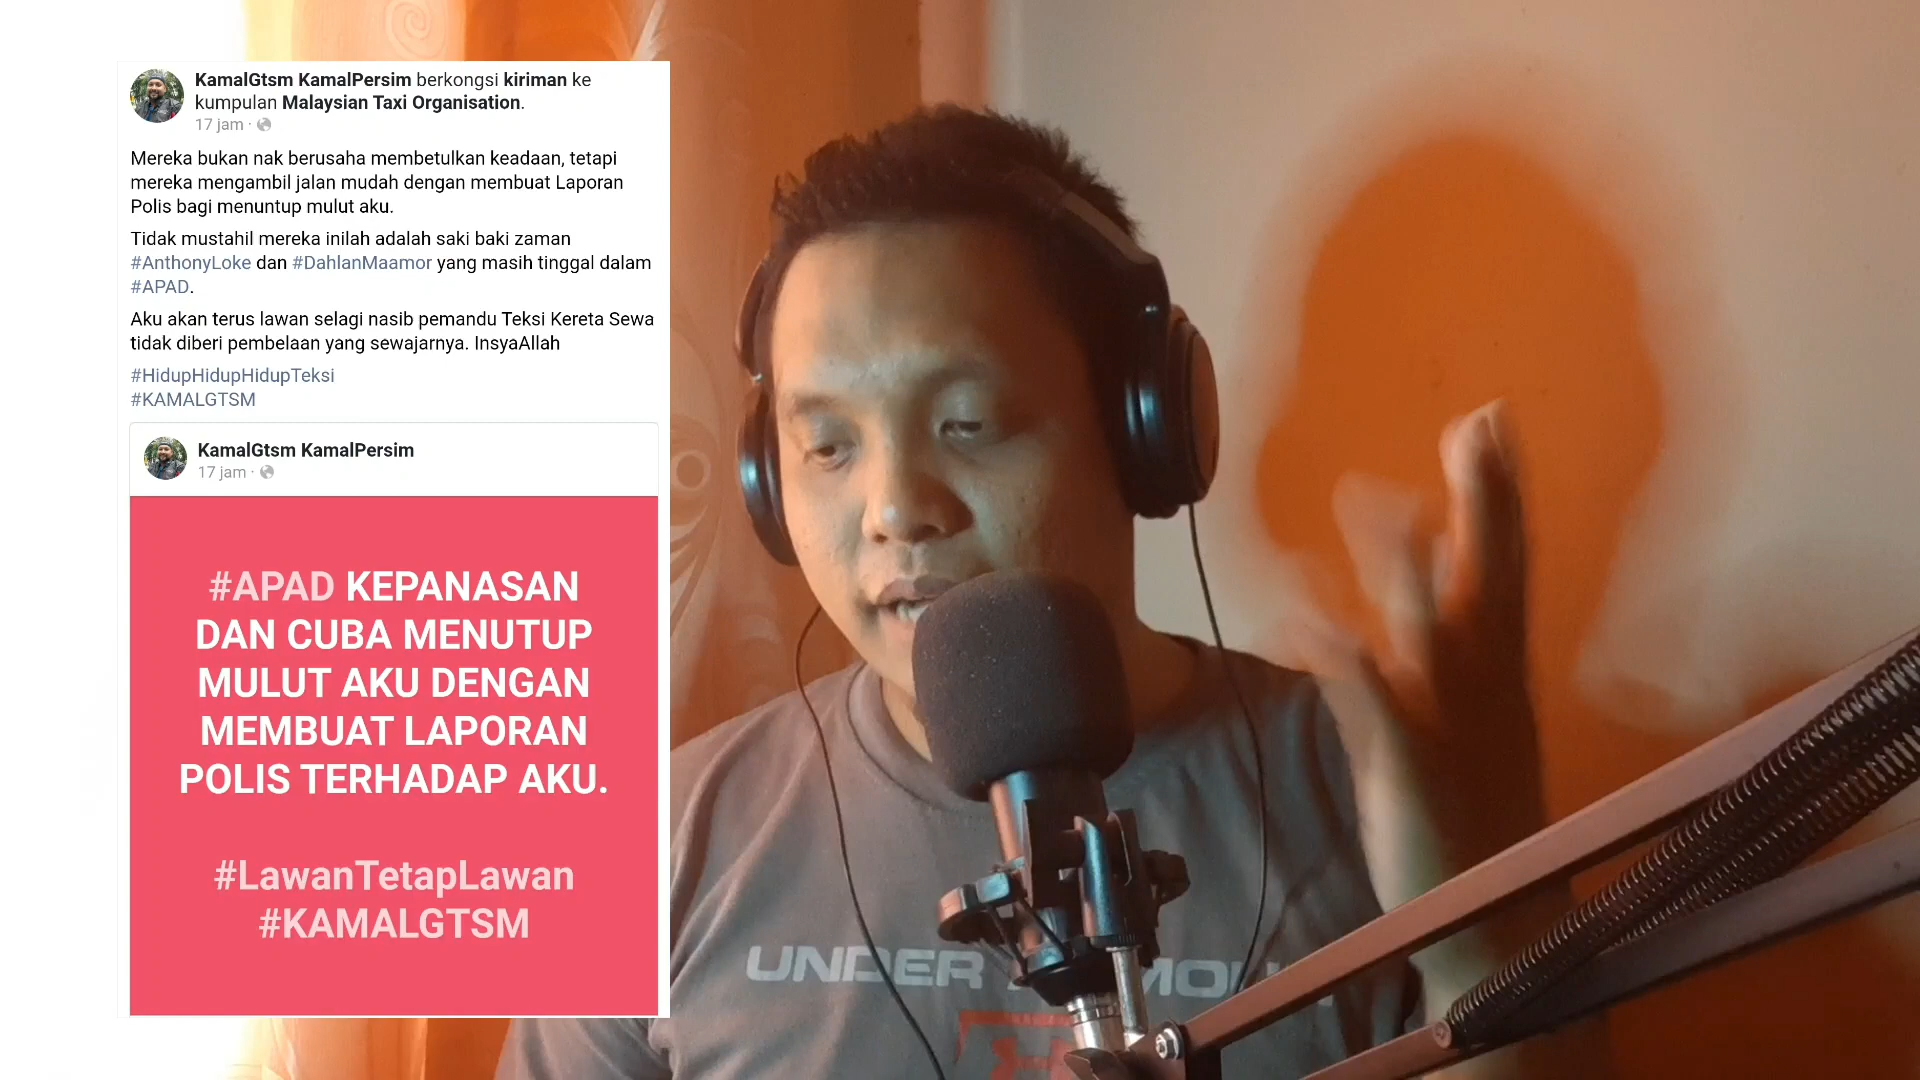 KamalGtsm KamalPersim berkongsi kiriman ke
kumpulan Malaysian Taxi Organisation.
17 jam ·
Mereka bukan nak berusaha membetulkan keadaan, tetapi
mereka mengambil jalan mudah dengan membuat Laporan
Polis bagi menuntup mulut aku.
Tidak mustahil mereka inilah adalah saki baki zaman
#AnthonyLoke dan #DahlanMaamor yang masih tinggal dalam
#APAD.
Aku akan terus lawan selagi nasib pemandu Teksi Kereta Sewa
tidak diberi pembelaan yang sewajarnya. InsyaAllah
#HidupHidupHidupTeksi
#KAMALGTSM
KamalGtsm KamalPersim
17 jam ·
#APAD KEPANASAN
DAN CUBA MENUTUP
MULUT AKU DENGAN
MEMBUAT LAPORAN
POLIS TERHADAP AKU.
#LawanTetapLawan
#KAMALGTSM
UNDER